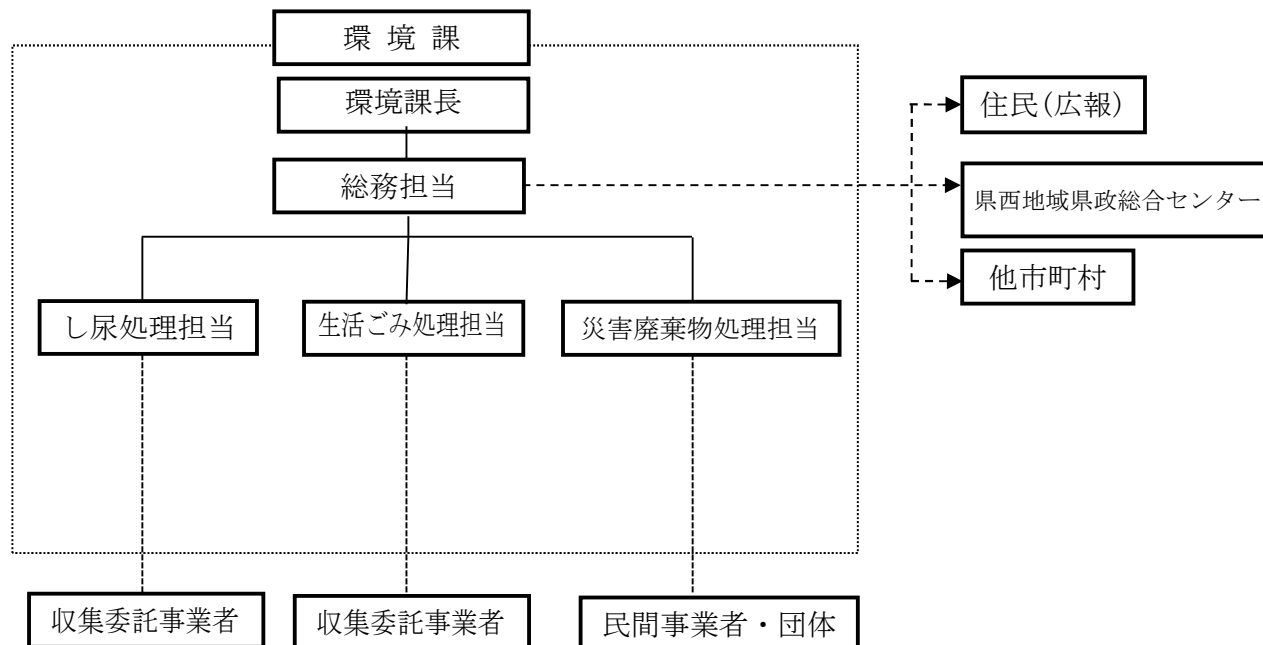 環 境 課
環境課長
住民(広報)
総務担当
県西地域県政総合センター
他市町村
し尿処理担当
生活ごみ処理担当
災害廃棄物処理担当
収集委託事業者
収集委託事業者
民間事業者・団体